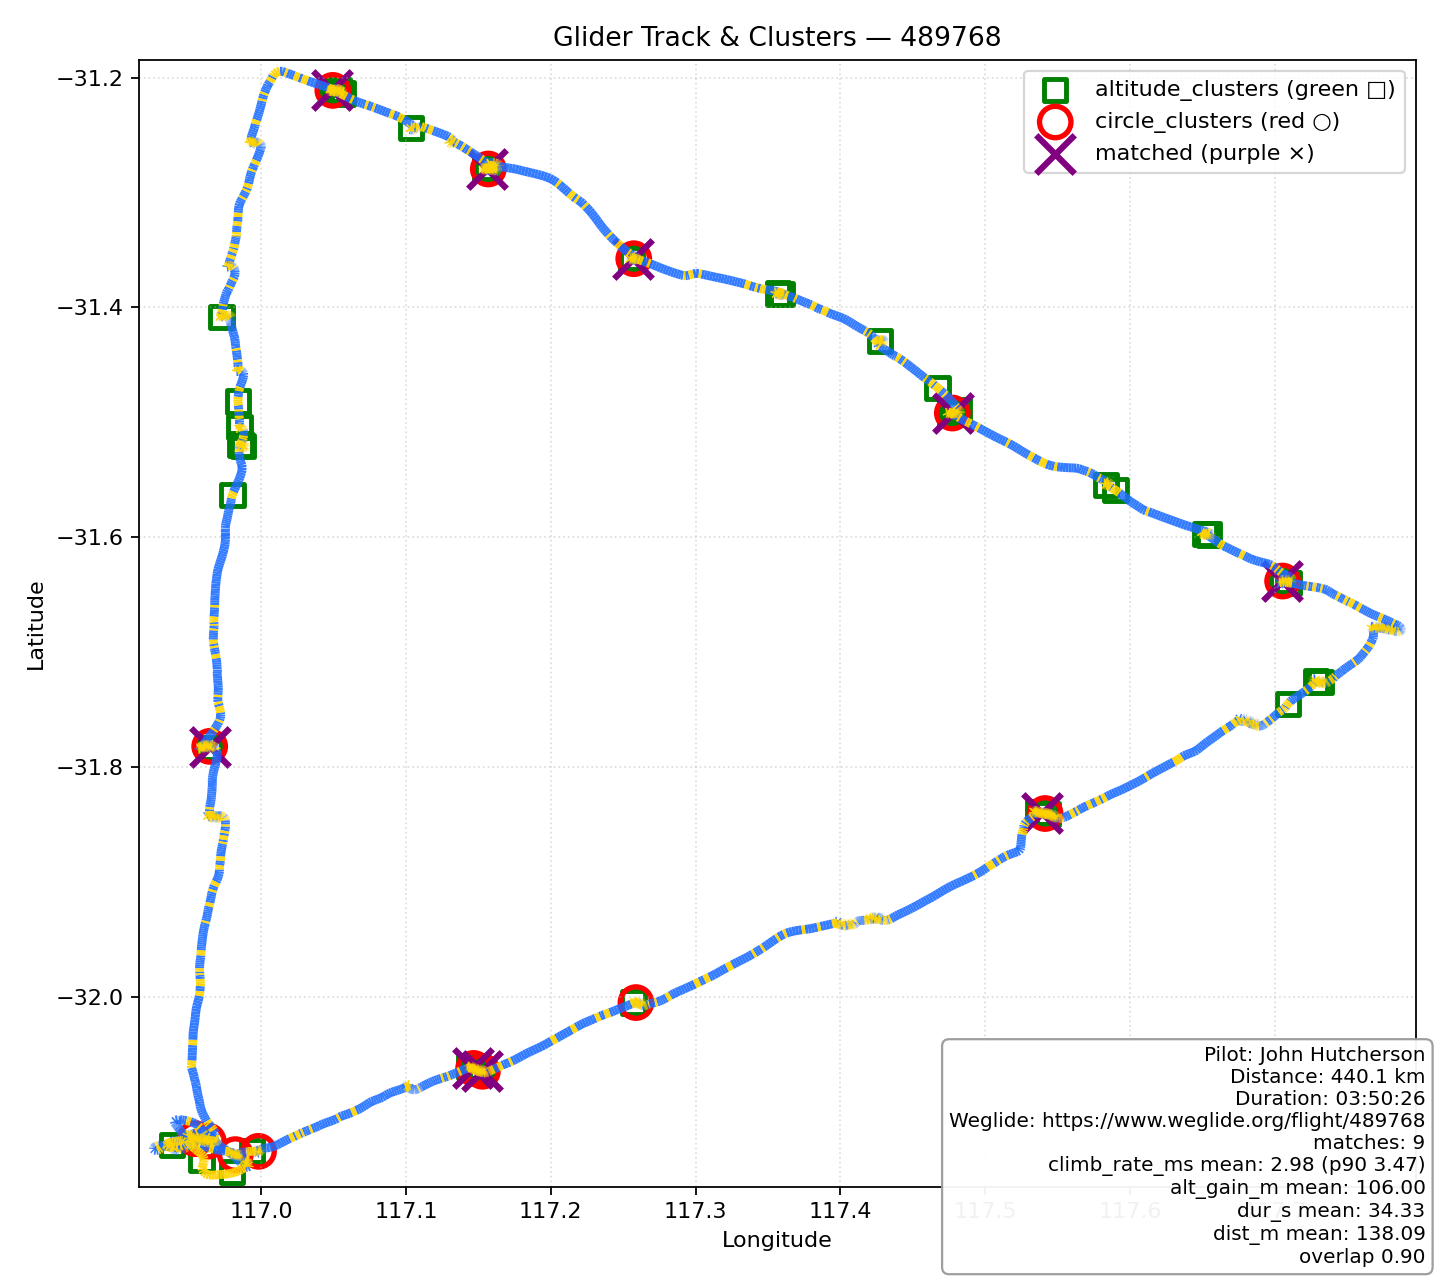 Glider Track & Clusters — 489768
altitude_clusters (green □)
circle_clusters (red ○)
matched (purple ×)
Latitude
−31.2
−31.4
−31.6
−31.8
−32.0
117.0
117.1
117.2
117.3
117.4
117.5
117.6
Longitude
Pilot: John Hutcherson
Distance: 440.1 km
Duration: 03:50:26
Weglide: https://www.weglide.org/flight/489768
matches: 9
climb_rate_ms mean: 2.98 (p90 3.47)
alt_gain_m mean: 106.00
dur_s mean: 34.33
dist_m mean: 138.09
overlap 0.90